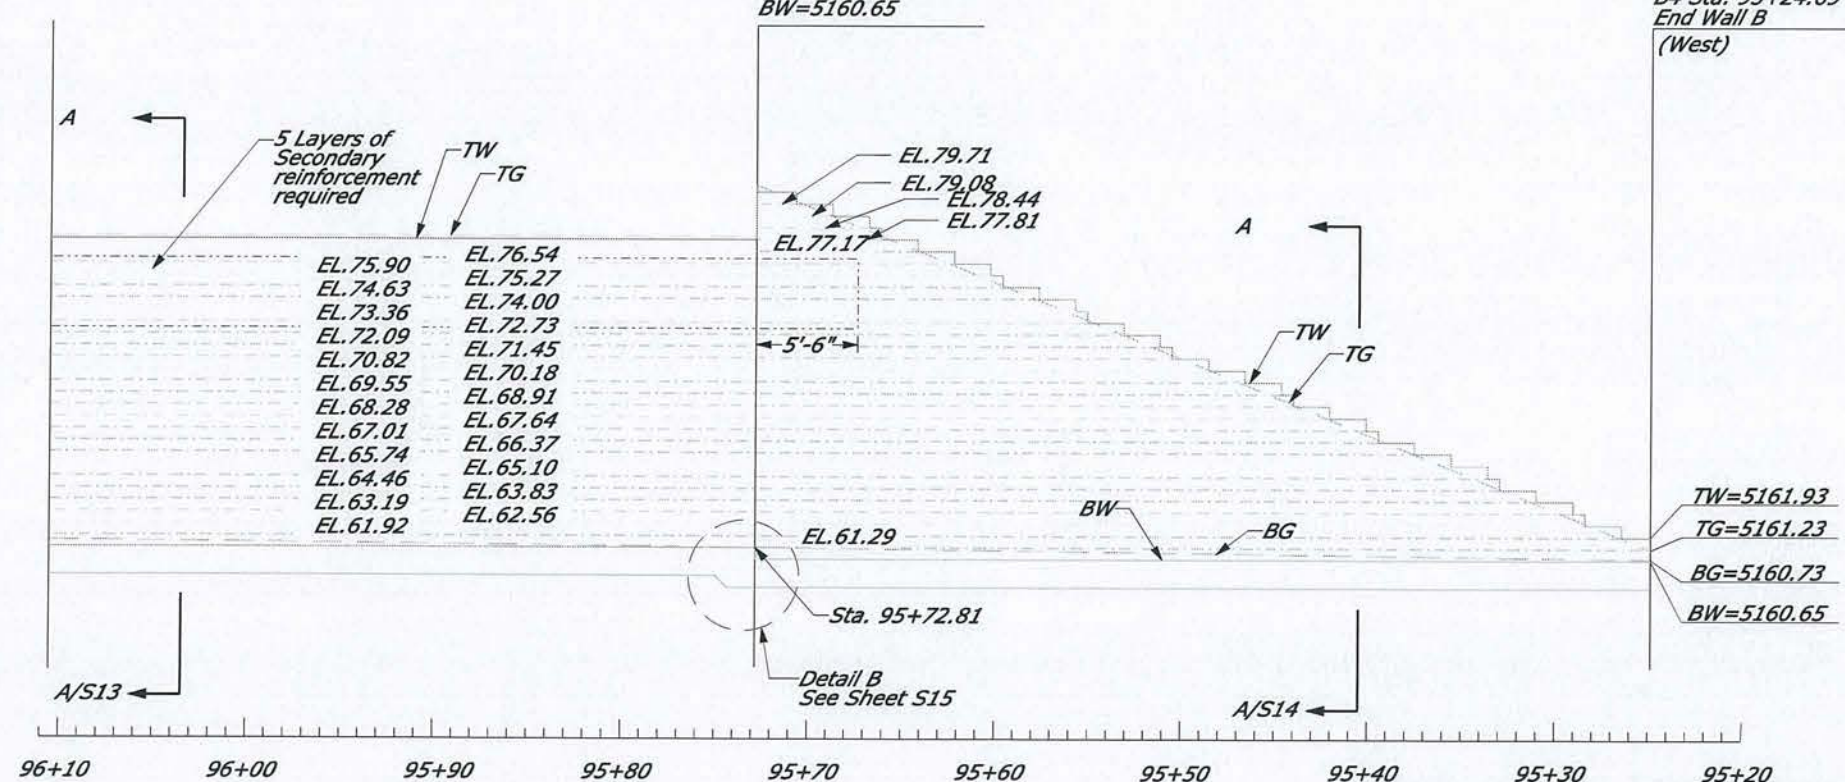 BW=5160.65
End Wall B
(West)
A
5 Layers of
Secondary
reinforcement
required
TW
TG
EL.79.71
EL.79.08
EL.78.44
EL.77.81
EL.77.17
A
EL.76.54
EL.75.90
EL.75.27
EL.74.63
EL.74.00
EL.73.36
EL.72.73
EL.72.09
EL.71.45
EL.70.82
EL.70.18
EL.69.55
EL.68.91
EL.68.28
EL.67.64
EL.67.01
EL.66.37
EL.65.74
EL.65.10
EL.64.46
EL.63.83
EL.63.19
EL.62.56
EL.61.92
5'-6"
TW
TG
EL.61.29
BW
BG
TW=5161.93
TG=5161.23
BG=5160.73
BW=5160.65
Sta. 95+72.81
Detail B
See Sheet S15
A/S13
A/S14
96+10 96+00 95+90 95+80 95+70 95+60 95+50 95+40 95+30 95+20